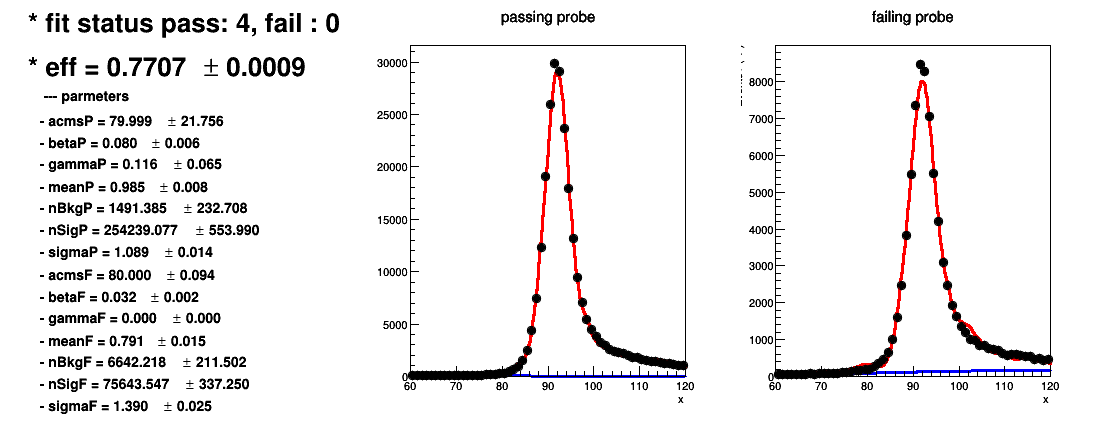 * fit status pass: 4, fail : 0
* eff = 0.7707 ± 0.0009
--- parmeters
- acmsP = 79.999 ± 21.756
- betaP = 0.080 ± 0.006
- gammaP = 0.116 ± 0.065
- meanP = 0.985 ± 0.008
- nBkgP = 1491.385 ± 232.708
- nSigP = 254239.077 ± 553.990
- sigmaP = 1.089 ± 0.014
- acmsF = 80.000 ± 0.094
- betaF = 0.032 ± 0.002
- gammaF = 0.000 ± 0.000
- meanF = 0.791 ± 0.015
- nBkgF = 6642.218 ± 211.502
- nSigF = 75643.547 ± 337.250
- sigmaF = 1.390 ± 0.025
passing probe
30000
25000
20000
15000
10000
5000
0
60 70 80 90 100 110 120
x
failing probe
8000
7000
6000
5000
4000
3000
2000
1000
0
60 70 80 90 100 110 120
x